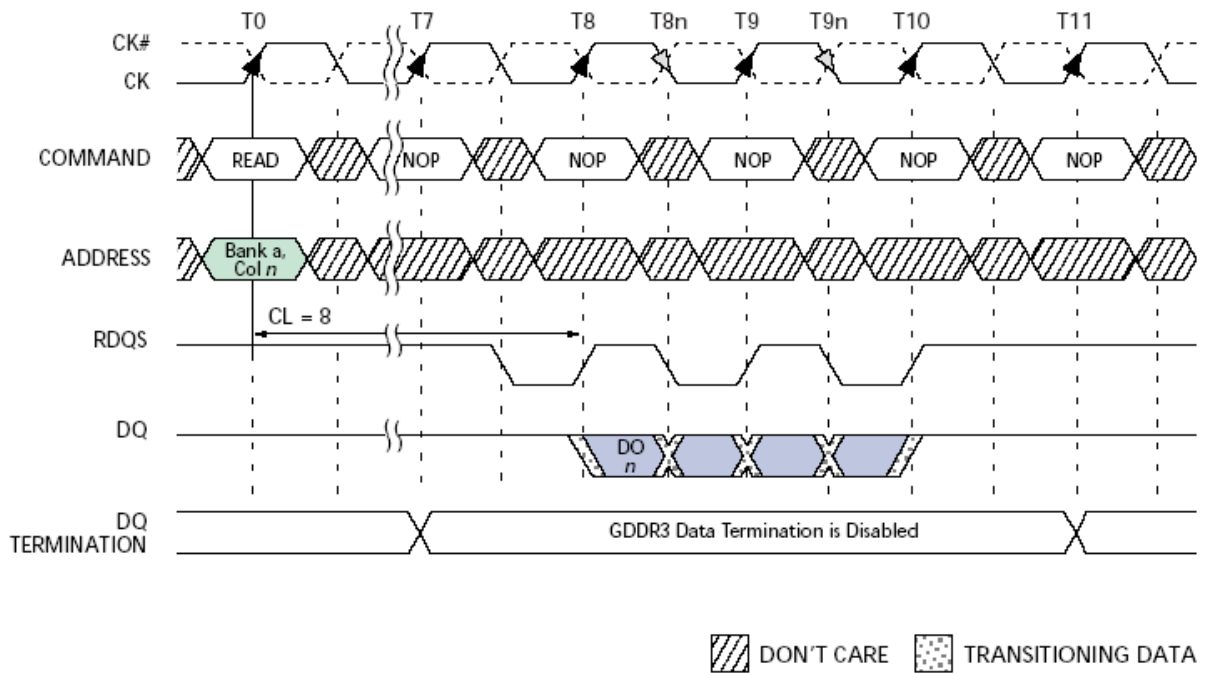 T0 T7 T8 T8n T9 T9n T10 T11
CK#
CK
COMMAND READ NOP NOP NOP NOP NOP
ADDRESS Bank a,
Col n
CL = 8
RDQS
DQ
DO
n
DQ
TERMINATION GDDR3 Data Termination is Disabled
DON'T CARE TRANSITIONING DATA